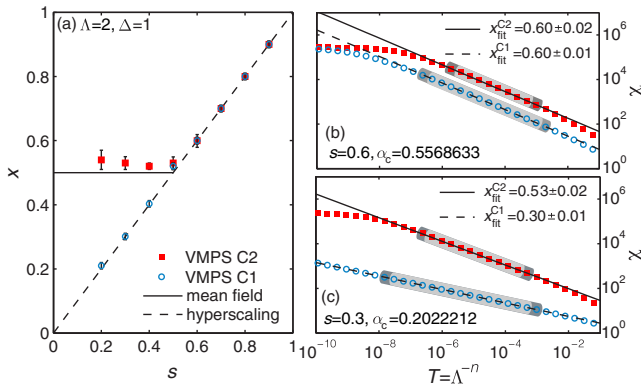 (a) Λ=2, Δ=1
1
0.8
0.6
x
0.4
0.2
0
VMPS C2
VMPS C1
mean field
hyperscaling
0 0.2 0.4 0.6 0.8 1
s
x_fit^C2=0.60±0.02
x_fit^C1=0.60±0.01
(b)
s=0.6, α_c=0.5568633
10^6
10^4
χ
10^2
10^0
x_fit^C2=0.53±0.02
x_fit^C1=0.30±0.01
(c)
s=0.3, α_c=0.2022212
10^6
10^4
χ
10^2
10^0
10^−10 10^−8 10^−6 10^−4 10^−2
T=Λ^−n